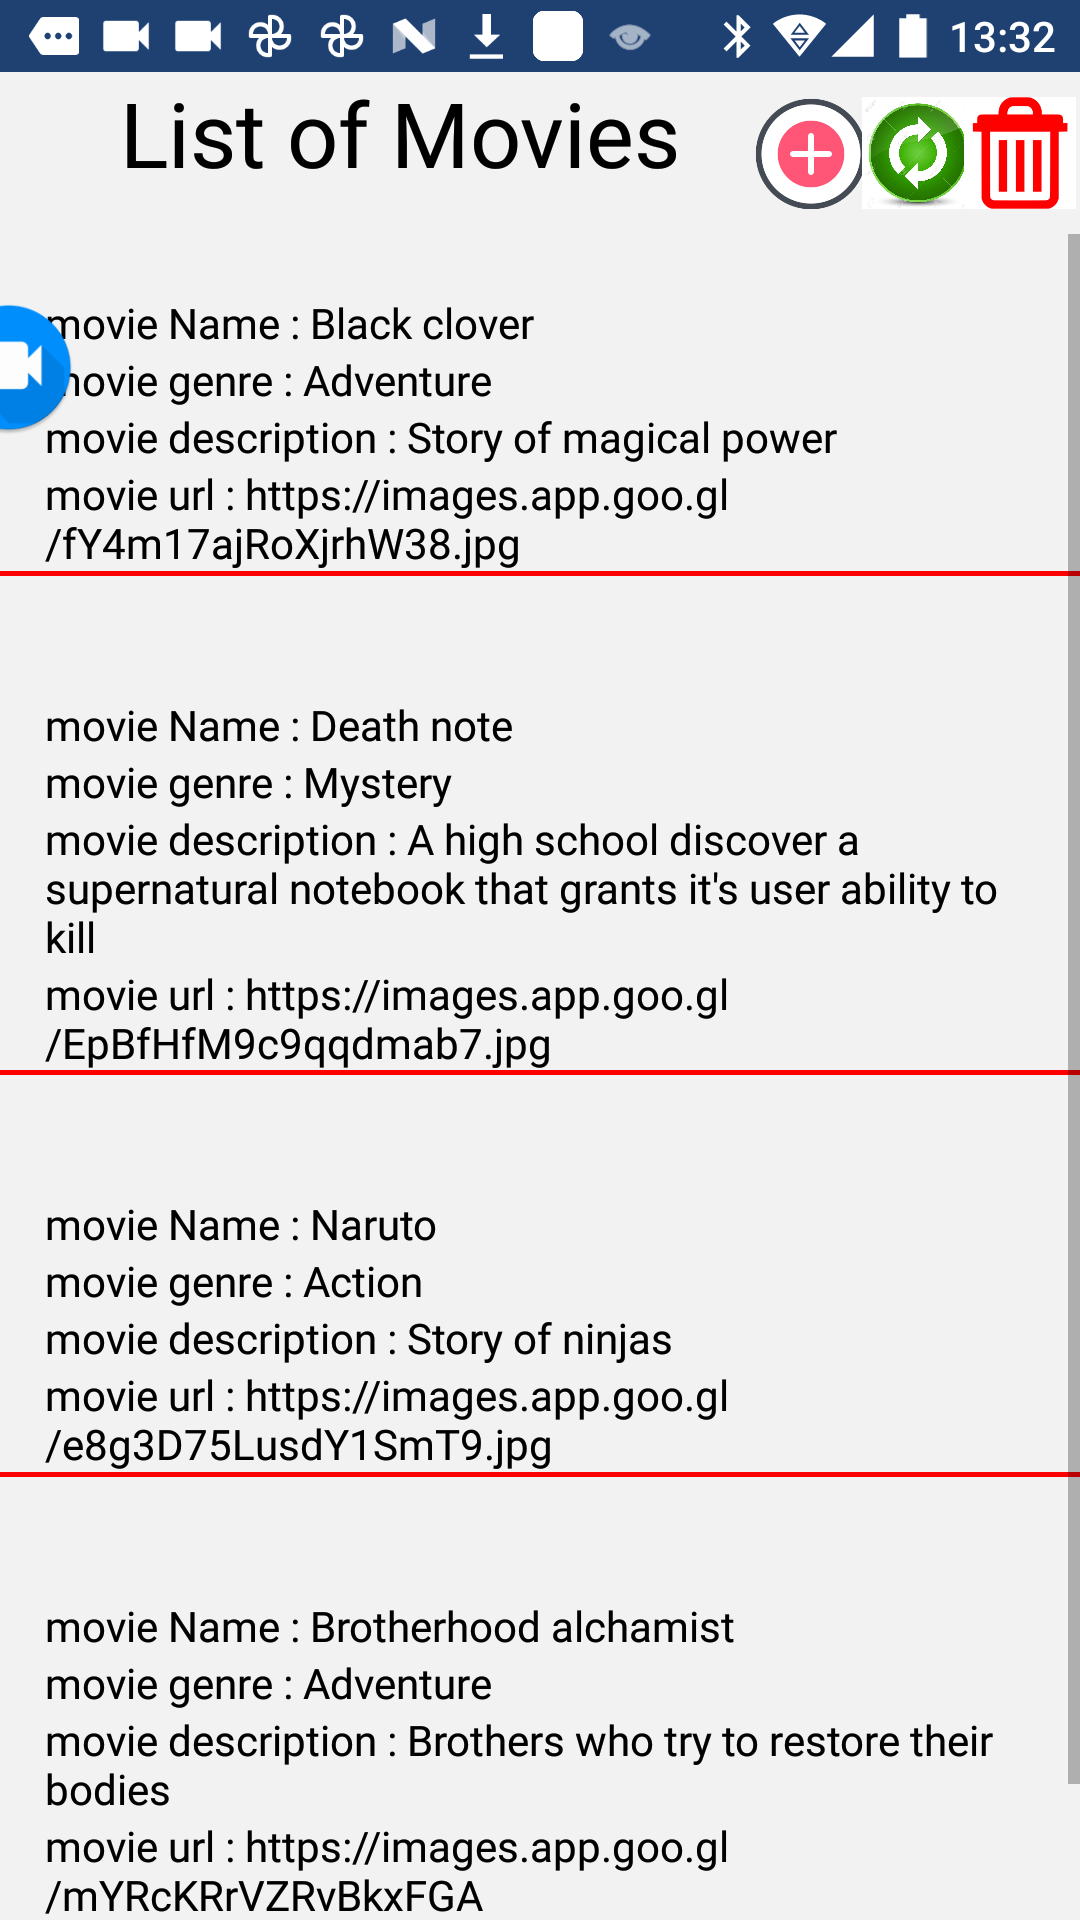 13:32
List of Movies
movie Name : Black clover
movie genre : Adventure
movie description : Story of magical power
movie url : https://images.app.goo.gl
/fY4m17ajRoXjrhW38.jpg
movie Name : Death note
movie genre : Mystery
movie description : A high school discover a
supernatural notebook that grants it's user ability to
kill
movie url : https://images.app.goo.gl
/EpBfHfM9c9qqdmab7.jpg
movie Name : Naruto
movie genre : Action
movie description : Story of ninjas
movie url : https://images.app.goo.gl
/e8g3D75LusdY1SmT9.jpg
movie Name : Brotherhood alchamist
movie genre : Adventure
movie description : Brothers who try to restore their
bodies
movie url : https://images.app.goo.gl
/mYRcKRrVZRvBkxFGA